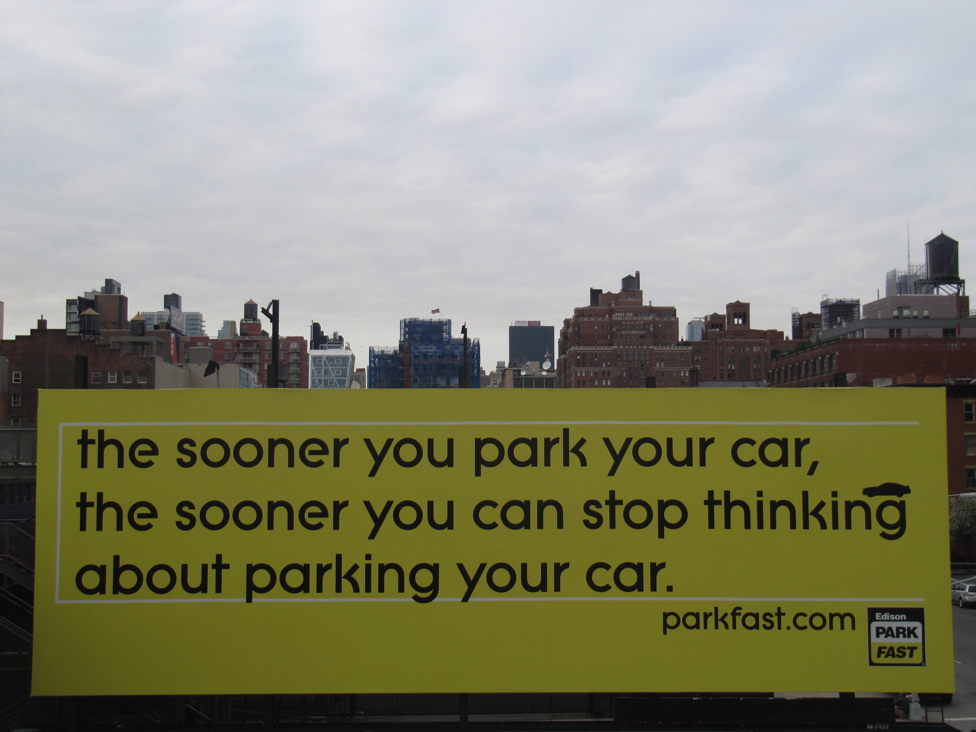 the sooner you park your car,
the sooner you can stop thinking
about parking your car.
parkfast.com
Edison
PARK
FAST